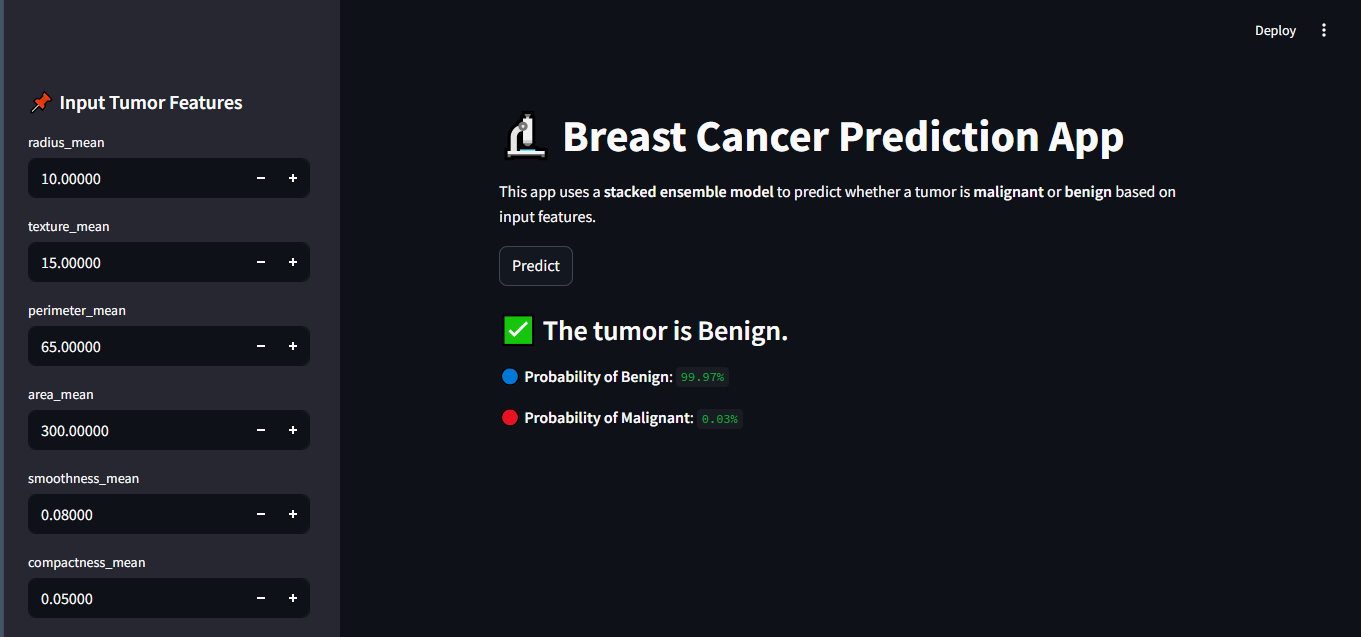 Deploy
Input Tumor Features
radius_mean
10.00000
texture_mean
15.00000
perimeter_mean
65.00000
area_mean
300.00000
smoothness_mean
0.08000
compactness_mean
0.05000
Breast Cancer Prediction App
This app uses a stacked ensemble model to predict whether a tumor is malignant or benign based on
input features.
Predict
The tumor is Benign.
Probability of Benign: 99.97%
Probability of Malignant: 0.03%